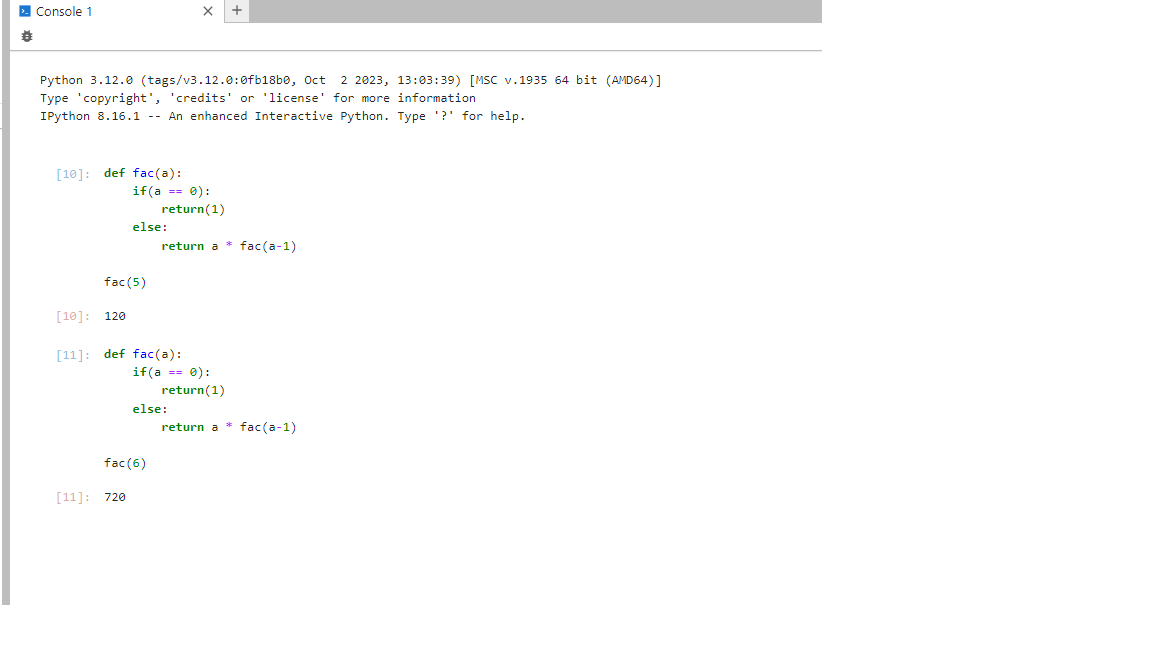 Console 1
Python 3.12.0 (tags/v3.12.0:0fb18b0, Oct  2 2023, 13:03:39) [MSC v.1935 64 bit (AMD64)]
Type 'copyright', 'credits' or 'license' for more information
IPython 8.16.1 -- An enhanced Interactive Python. Type '?' for help.
[10]: def fac(a):
    if(a == 0):
        return(1)
    else:
        return a * fac(a-1)
fac(5)
[10]: 120
[11]: def fac(a):
    if(a == 0):
        return(1)
    else:
        return a * fac(a-1)
fac(6)
[11]: 720